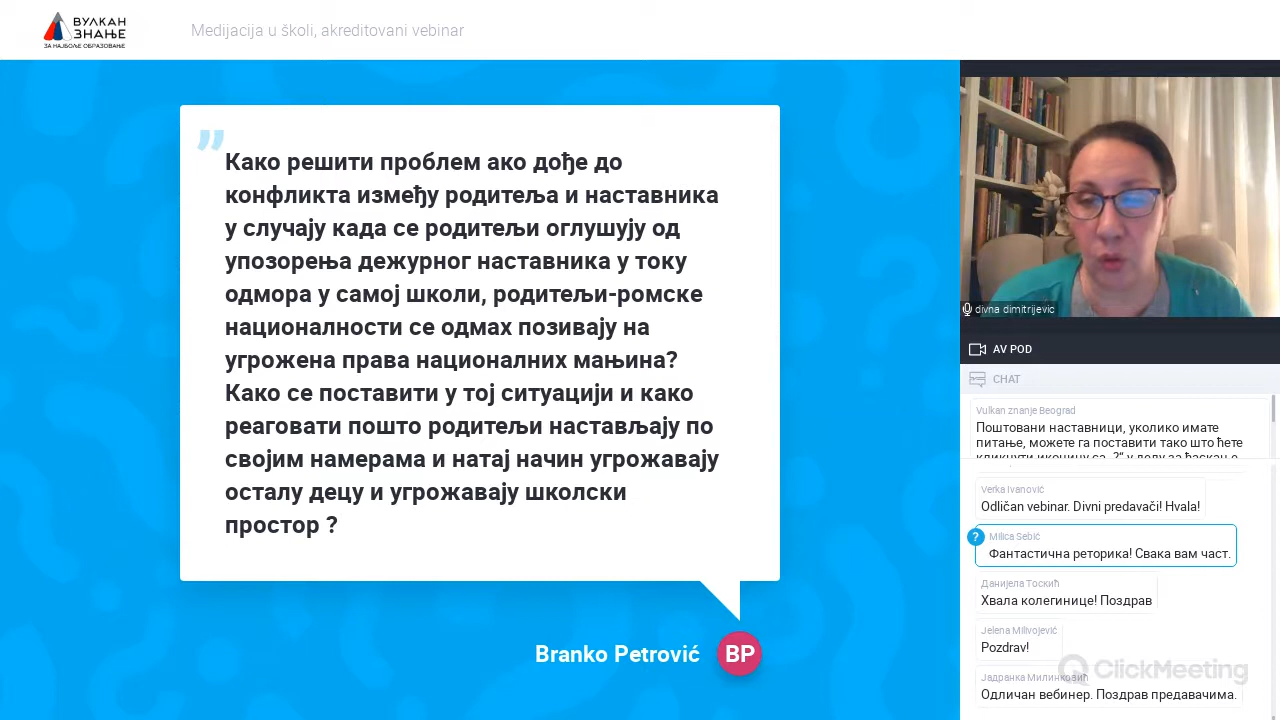 ВУЛКАН
ЗНАЊЕ
ЗА НАЈБОЉЕ ОБРАЗОВАЊЕ
Medijacija u školi, akreditovani vebinar
Како решити проблем ако дође до
конфликта између родитеља и наставника
у случају када се родитељи оглушују од
упозорења дежурног наставника у току
одмора у самој школи, родитељи-ромске
националности се одмах позивају на
угрожена права националних мањина?
Како се поставити у тој ситуацији и како
реаговати пошто родитељи настављају по
својим намерама и натај начин угрожавају
осталу децу и угрожавају школски
простор ?
Branko Petrović
BP
divna dimitrijevic
AV POD
CHAT
Vulkan znanje Beograd
Поштовани наставници, уколико имате
питање, можете га поставити тако што ћете
кликнути иконицу са „?“ у делу за ћаскање
Verka Ivanović
Odličan vebinar. Divni predavači! Hvala!
?
Milica Sebić
Фантастична реторика! Свака вам част.
Данијела Тоскић
Хвала колегинице! Поздрав
Jelena Milivojević
Pozdrav!
ClickMeeting
Јадранка Милинковић
Одличан вебинер. Поздрав предавачима.